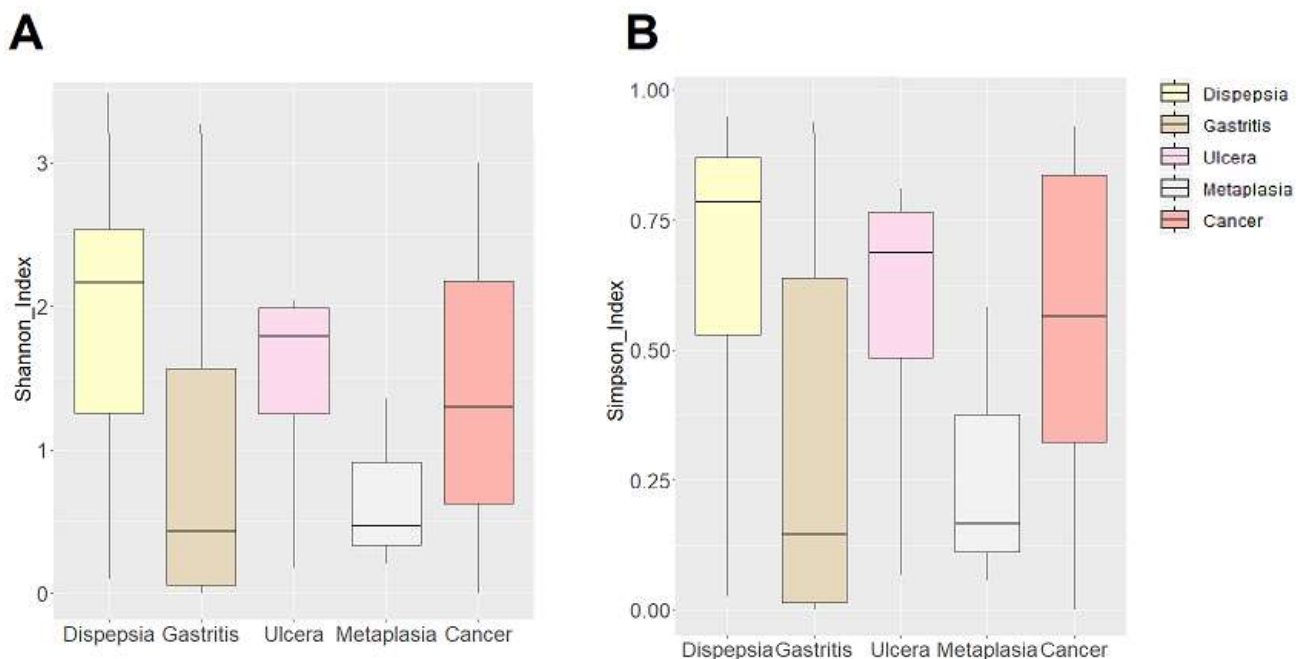 A
Shannon_Index
3
2
1
0
Dispepsia Gastritis Ulcera Metaplasia Cancer
B
Simpson_Index
1.00
0.75
0.50
0.25
0.00
Dispepsia Gastritis Ulcera Metaplasia Cancer
Dispepsia
Gastritis
Ulcera
Metaplasia
Cancer